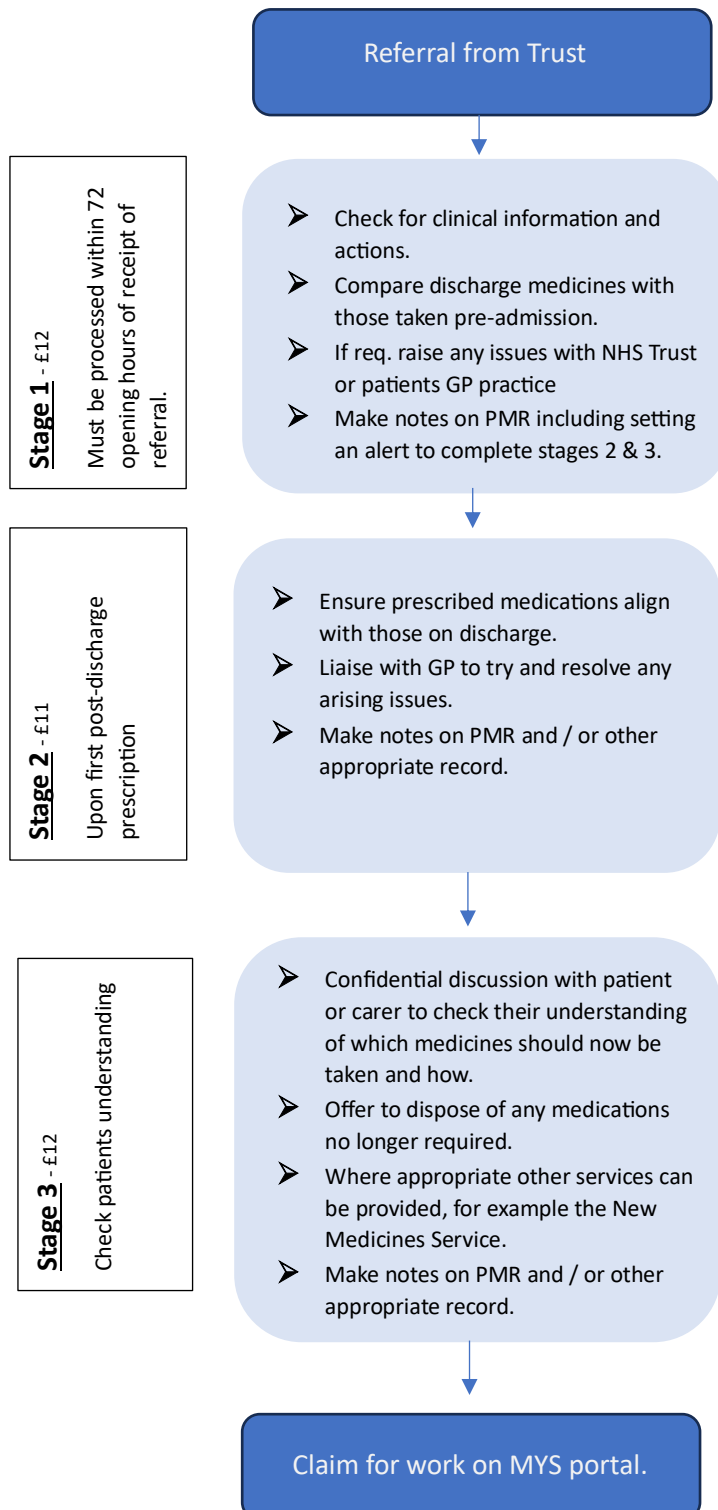 Referral from Trust
Stage 1 - £12
Must be processed within 72
opening hours of receipt of
referral.
➢ Check for clinical information and
actions.
➢ Compare discharge medicines with
those taken pre-admission.
➢ If req. raise any issues with NHS Trust
or patients GP practice
➢ Make notes on PMR including setting
an alert to complete stages 2 & 3.
Stage 2 - £11
Upon first post-discharge
prescription
➢ Ensure prescribed medications align
with those on discharge.
➢ Liaise with GP to try and resolve any
arising issues.
➢ Make notes on PMR and / or other
appropriate record.
Stage 3 - £12
Check patients understanding
➢ Confidential discussion with patient
or carer to check their understanding
of which medicines should now be
taken and how.
➢ Offer to dispose of any medications
no longer required.
➢ Where appropriate other services can
be provided, for example the New
Medicines Service.
➢ Make notes on PMR and / or other
appropriate record.
Claim for work on MYS portal.